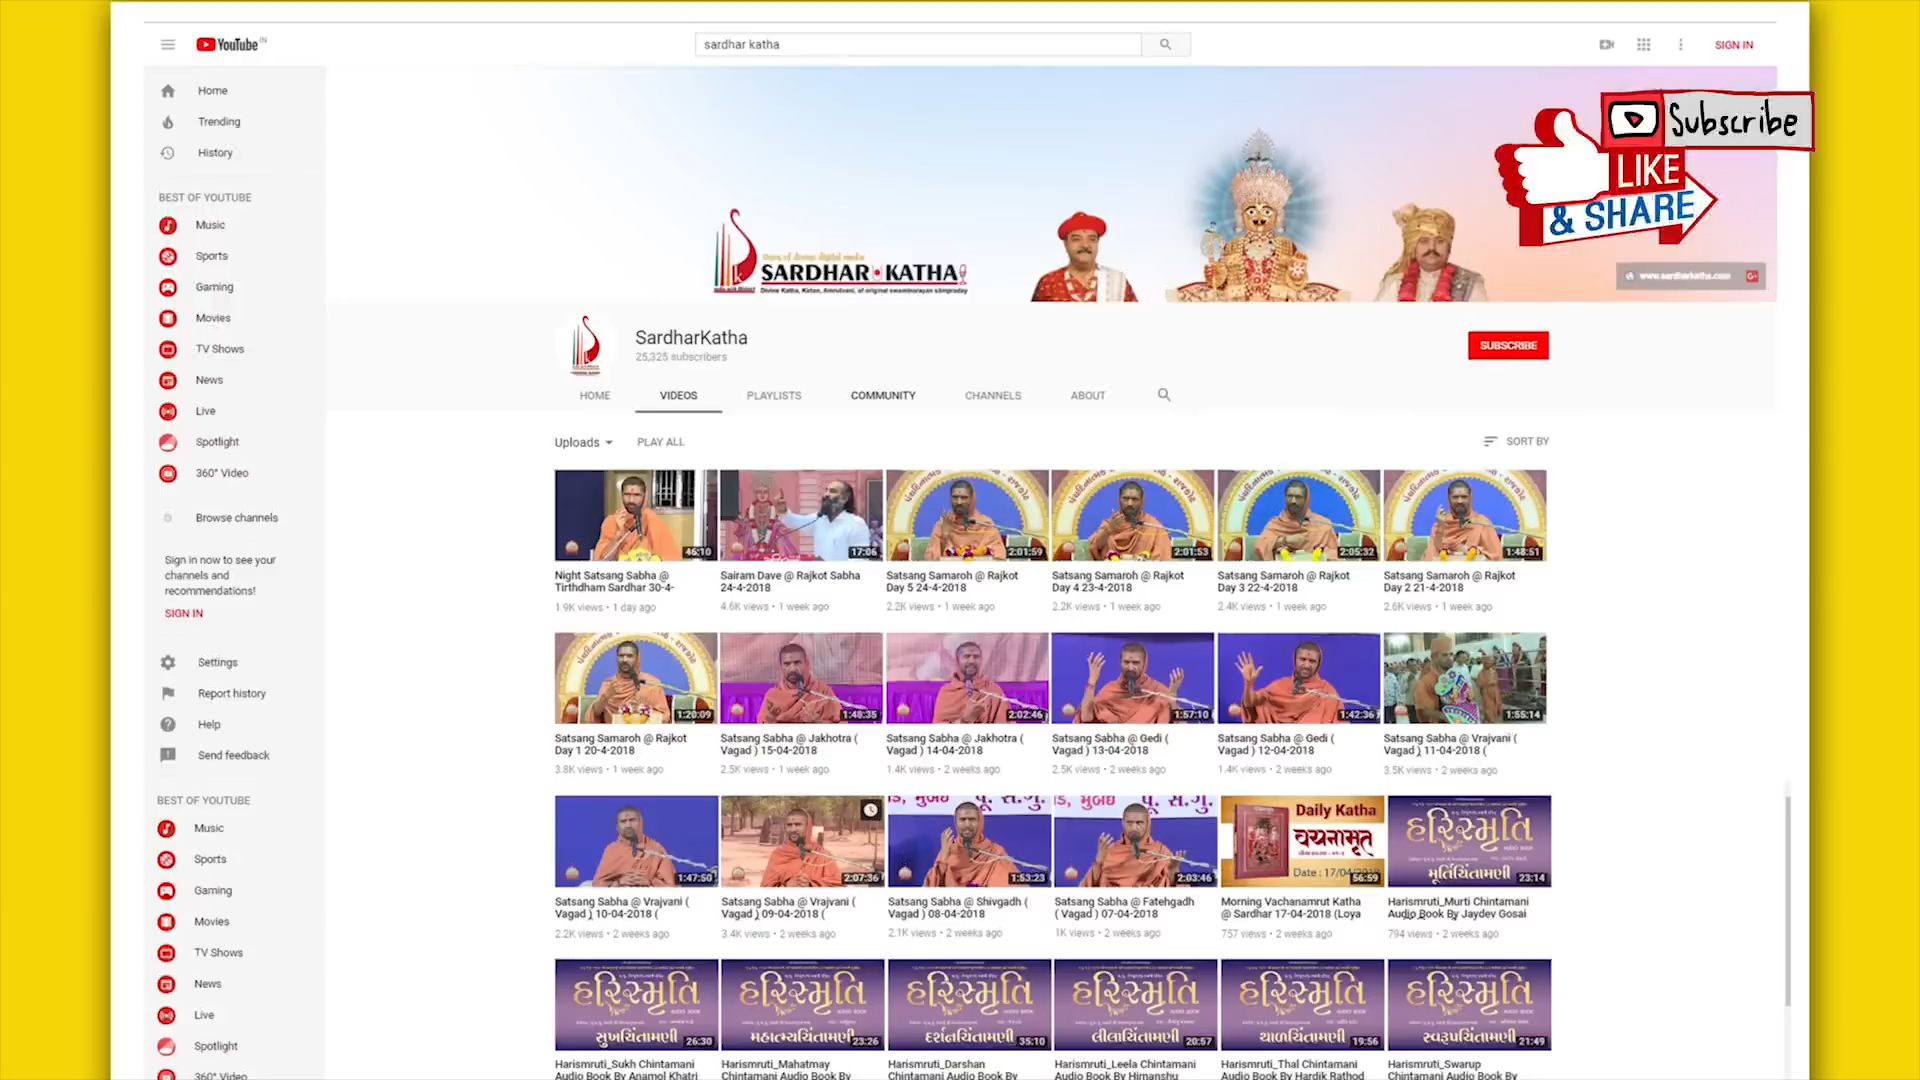 YouTube IN
sardhar katha
SIGN IN
Home
Trending
History
BEST OF YOUTUBE
Music
Sports
Gaming
Movies
TV Shows
News
Live
Spotlight
360° Video
Browse channels
Sign in now to see your
channels and
recommendations!
SIGN IN
Settings
Report history
Help
Send feedback
BEST OF YOUTUBE
Music
Sports
Gaming
Movies
TV Shows
News
Live
Spotlight
360° Video
Subscribe
LIKE
& SHARE
SARDHAR KATHA
Divine Katha, Kirtan, Amrutvani, of original swaminarayan
www.sardharkatha.com
SardharKatha
25,325 subscribers
SUBSCRIBE
HOME VIDEOS PLAYLISTS COMMUNITY CHANNELS ABOUT
Uploads PLAY ALL SORT BY
46:10 17:06 2:01:59 2:01:53 2:05:32 1:48:51
Night Satsang Sabha @
Tirthdham Sardhar 30-4-
1.9K views • 1 day ago
Sairam Dave @ Rajkot Sabha
24-4-2018
4.6K views • 1 week ago
Satsang Samaroh @ Rajkot
Day 5 24-4-2018
2.2K views • 1 week ago
Satsang Samaroh @ Rajkot
Day 4 23-4-2018
2.2K views • 1 week ago
Satsang Samaroh @ Rajkot
Day 3 22-4-2018
2.4K views • 1 week ago
Satsang Samaroh @ Rajkot
Day 2 21-4-2018
2.6K views • 1 week ago
1:20:09 1:48:35 2:02:46 1:57:10 1:42:36 1:55:14
Satsang Samaroh @ Rajkot
Day 1 20-4-2018
3.8K views • 1 week ago
Satsang Sabha @ Jakhotra (
Vagad ) 15-04-2018
2.5K views • 1 week ago
Satsang Sabha @ Jakhotra (
Vagad ) 14-04-2018
1.4K views • 2 weeks ago
Satsang Sabha @ Gedi (
Vagad ) 13-04-2018
2.5K views • 2 weeks ago
Satsang Sabha @ Gedi (
Vagad ) 12-04-2018
1.4K views • 2 weeks ago
Satsang Sabha @ Vrajvani (
Vagad ) 11-04-2018 (
3.5K views • 2 weeks ago
પૂ. સ.ગુ.
મુંબઇ પૂ. સ.ગુ.
Daily Katha
વચનામૃત
Date : 17/04
હરિસ્મૃતિ
AUDIO BOOK
મૂર્તિચિંતામણી
1:47:50 2:07:36 1:53:23 2:03:46 56:59 23:14
Satsang Sabha @ Vrajvani (
Vagad ) 10-04-2018 (
2.2K views • 2 weeks ago
Satsang Sabha @ Vrajvani (
Vagad ) 09-04-2018 (
3.4K views • 2 weeks ago
Satsang Sabha @ Shivgadh (
Vagad ) 08-04-2018
2.1K views • 2 weeks ago
Satsang Sabha @ Fatehgadh
( Vagad ) 07-04-2018
1K views • 2 weeks ago
Morning Vachanamrut Katha
@ Sardhar 17-04-2018 (Loya
757 views • 2 weeks ago
Harismruti_Murti Chintamani
Audio Book By Jaydev Gosai
794 views • 2 weeks ago
હરિસ્મૃતિ હરિસ્મૃતિ હરિસ્મૃતિ હરિસ્મૃતિ હરિસ્મૃતિ હરિસ્મૃતિ
સુખચિંતામણી 26:30
મહાત્મ્યચિંતામણી 23:26
દર્શનચિંતામણી 35:10
લીલાચિંતામણી 20:57
થાળચિંતામણી 19:56
સ્વરૂપચિંતામણી 21:49
Harismruti_Sukh Chintamani
Audio Book By Anamol Khatri
Harismruti_Mahatmay
Chintamani Audio Book By
Harismruti_Darshan
Chintamani Audio Book By
Harismruti_Leela Chintamani
Audio Book By Himanshu
Harismruti_Thal Chintamani
Audio Book By Hardik Rathod
Harismruti_Swarup
Chintamani Audio Book By